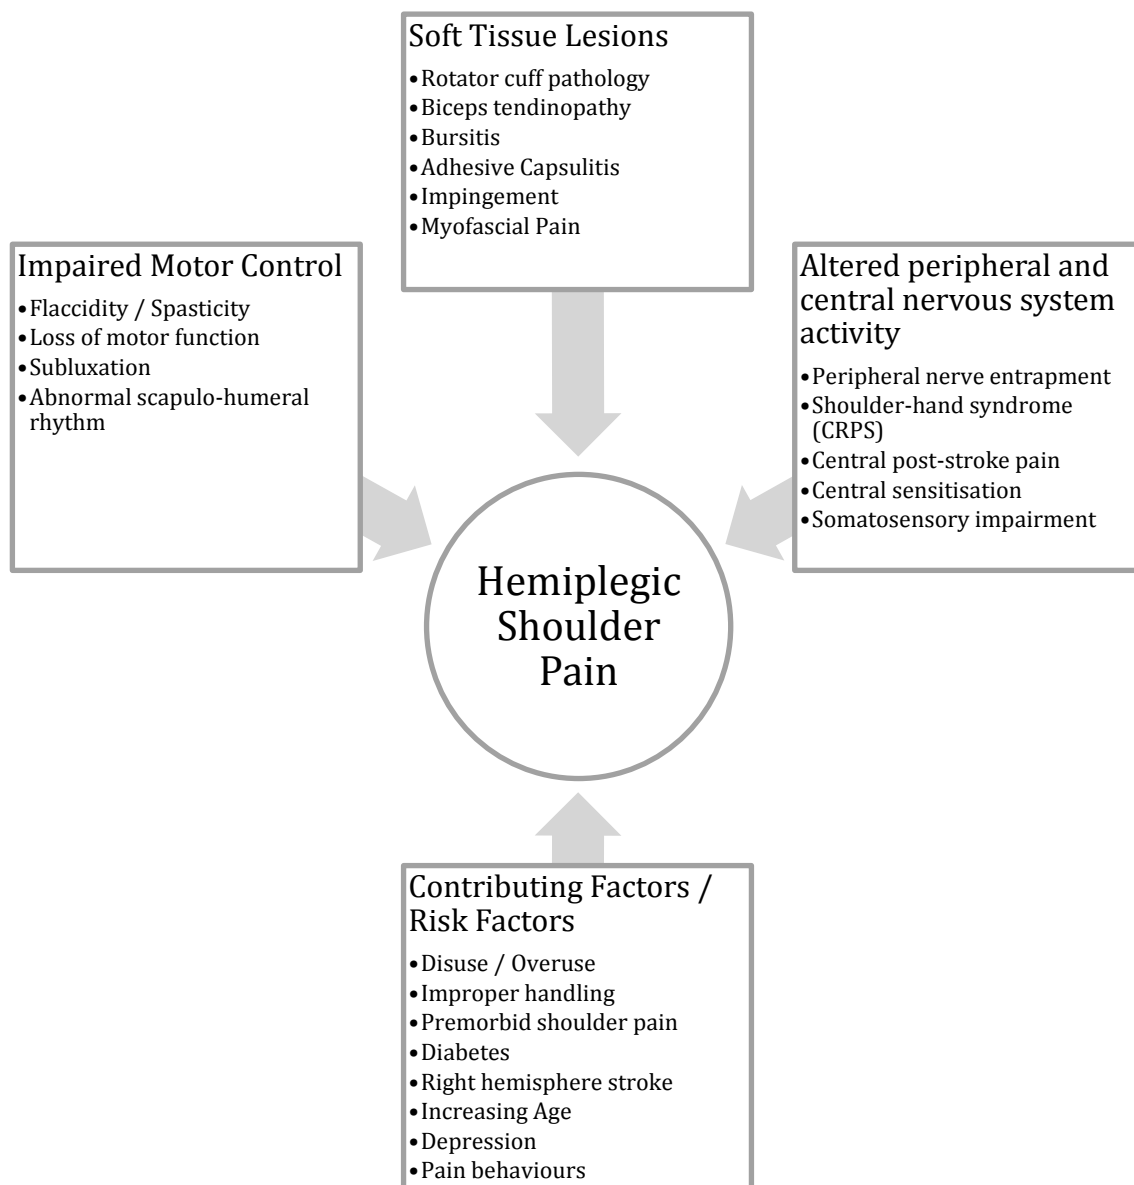 Soft Tissue Lesions
•Rotator cuff pathology
•Biceps tendinopathy
•Bursitis
•Adhesive Capsulitis
•Impingement
•Myofascial Pain
Impaired Motor Control
•Flaccidity / Spasticity
•Loss of motor function
•Subluxation
•Abnormal scapulo-humeral
rhythm
Altered peripheral and
central nervous system
activity
•Peripheral nerve entrapment
•Shoulder-hand syndrome
(CRPS)
•Central post-stroke pain
•Central sensitisation
•Somatosensory impairment
Hemiplegic
Shoulder
Pain
Contributing Factors /
Risk Factors
•Disuse / Overuse
•Improper handling
•Premorbid shoulder pain
•Diabetes
•Right hemisphere stroke
•Increasing Age
•Depression
•Pain behaviours